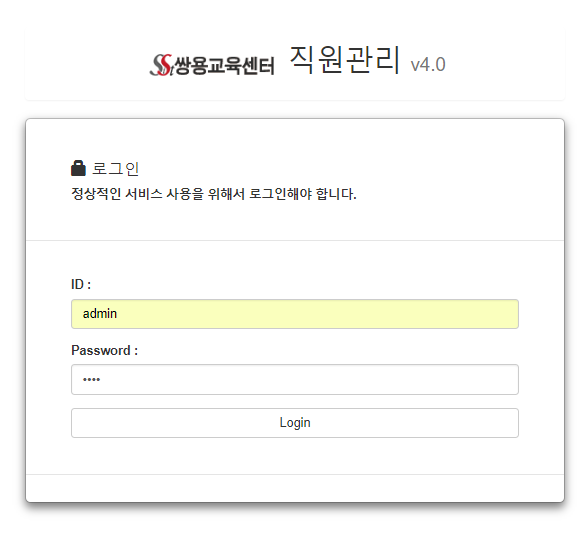 쌍용교육센터 직원관리 v4.0
로그인
정상적인 서비스 사용을 위해서 로그인해야 합니다.
ID :
admin
Password :
••••
Login